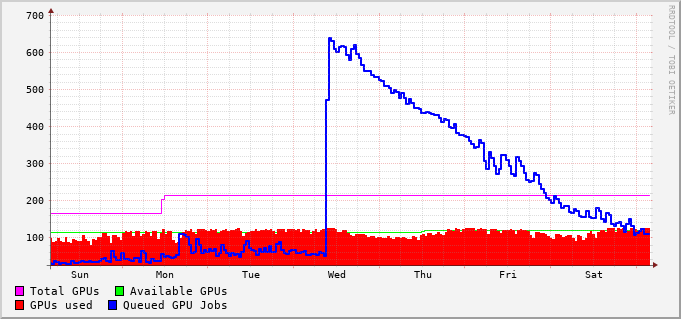 700
600
500
400
300
200
100
Sun Mon Tue Wed Thu Fri Sat
Total GPUs Available GPUs
GPUs used Queued GPU Jobs
RRDTOOL / TOBI OETIKER